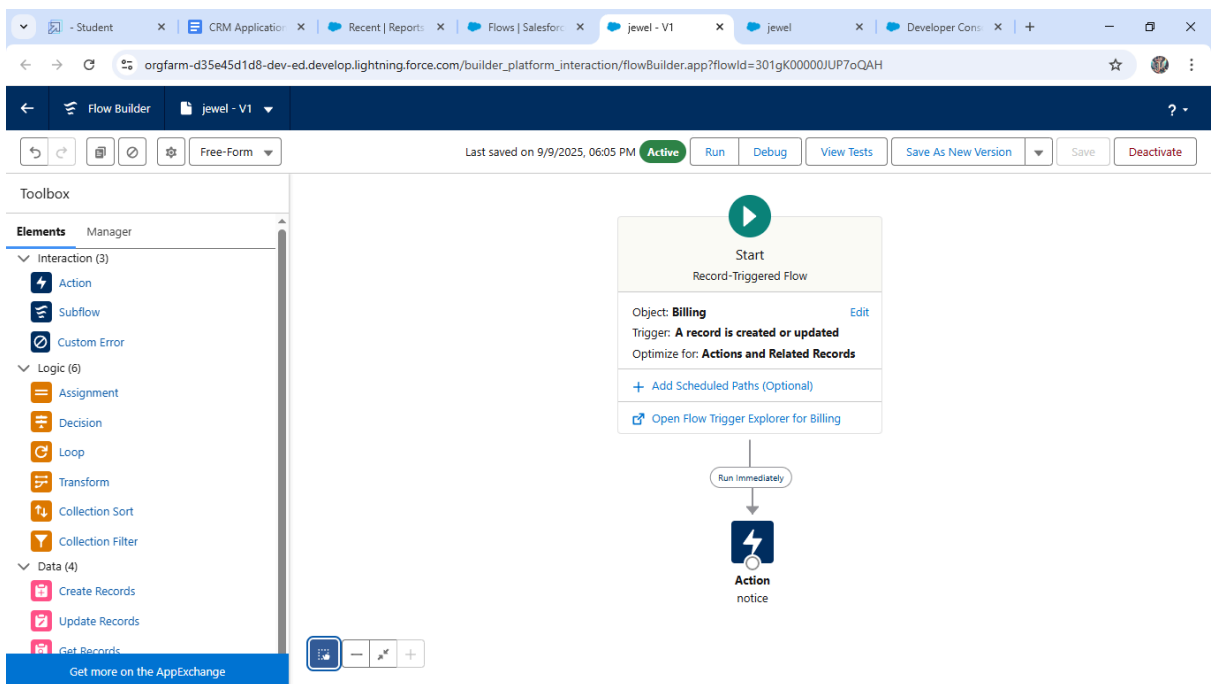 - Student
CRM Application
Recent | Reports
Flows | Salesforc
jewel - V1
jewel
Developer Cons
orgfarm-d35e45d1d8-dev-ed.develop.lightning.force.com/builder_platform_interaction/flowBuilder.app?flowId=301gK00000JUP7oQAH
Flow Builder
jewel - V1
?
Free-Form
Last saved on 9/9/2025, 06:05 PM
Active
Run
Debug
View Tests
Save As New Version
Save
Deactivate
Toolbox
Elements
Manager
Interaction (3)
Action
Subflow
Custom Error
Logic (6)
Assignment
Decision
Loop
Transform
Collection Sort
Collection Filter
Data (4)
Create Records
Update Records
Get Records
Get more on the AppExchange
Start
Record-Triggered Flow
Object: Billing
Edit
Trigger: A record is created or updated
Optimize for: Actions and Related Records
+ Add Scheduled Paths (Optional)
Open Flow Trigger Explorer for Billing
Run Immediately
Action
notice